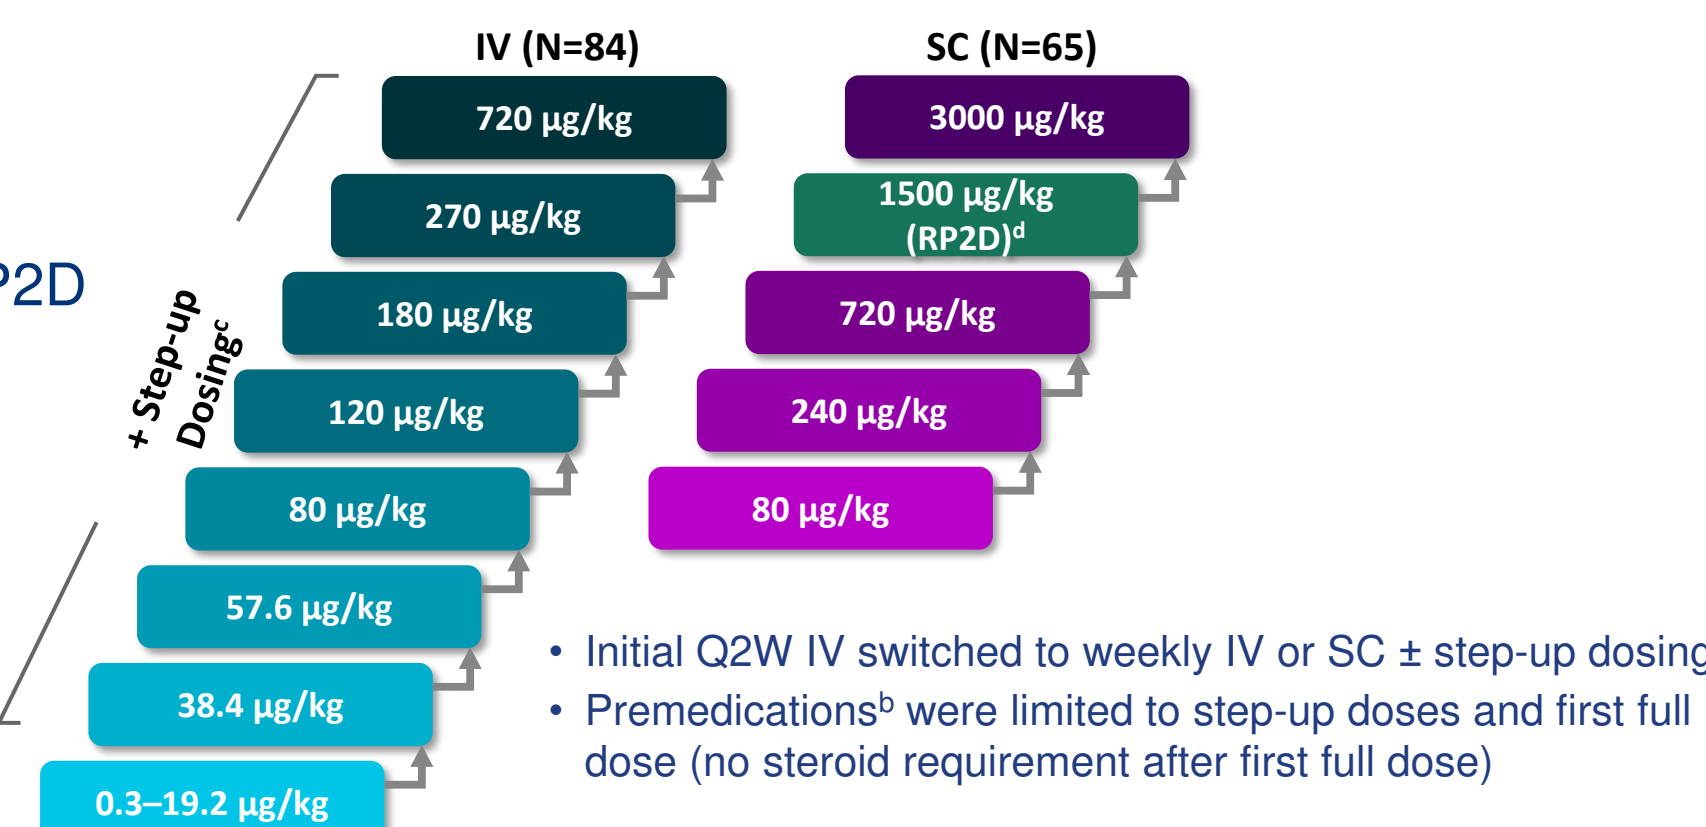 IV (N=84)
720 µg/kg
270 µg/kg
180 µg/kg
120 µg/kg
80 µg/kg
57.6 µg/kg
38.4 µg/kg
0.3–19.2 µg/kg
+ Step-up
Dosingᶜ
SC (N=65)
3000 µg/kg
1500 µg/kg
(RP2D)ᵈ
720 µg/kg
240 µg/kg
80 µg/kg
P2D
• Initial Q2W IV switched to weekly IV or SC ± step-up dosing
• Premedicationsᵇ were limited to step-up doses and first full
dose (no steroid requirement after first full dose)